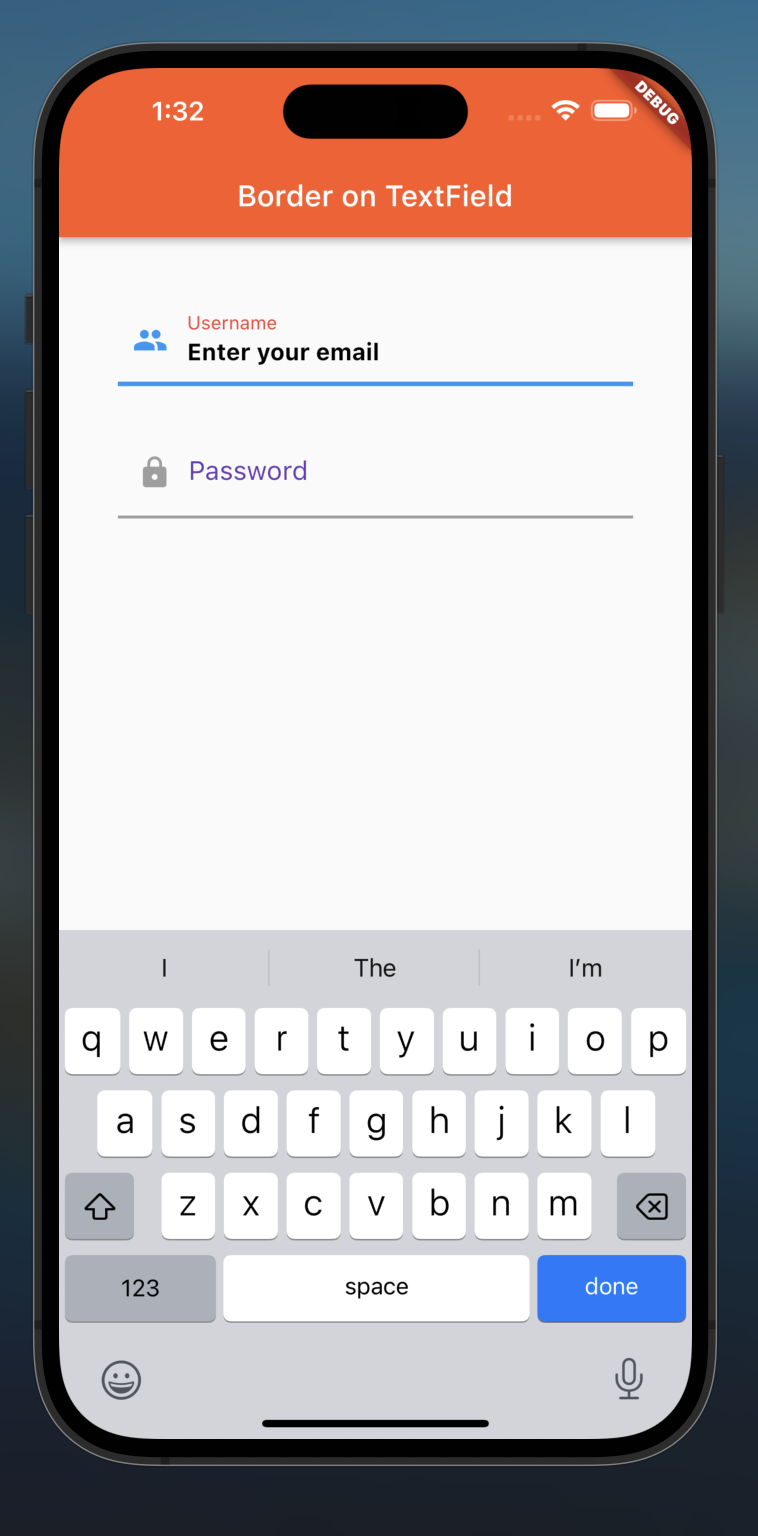 1:32
DEBUG
Border on TextField
Username
Enter your email
Password
I The I’m
q w e r t y u i o p
a s d f g h j k l
z x c v b n m
123 space done